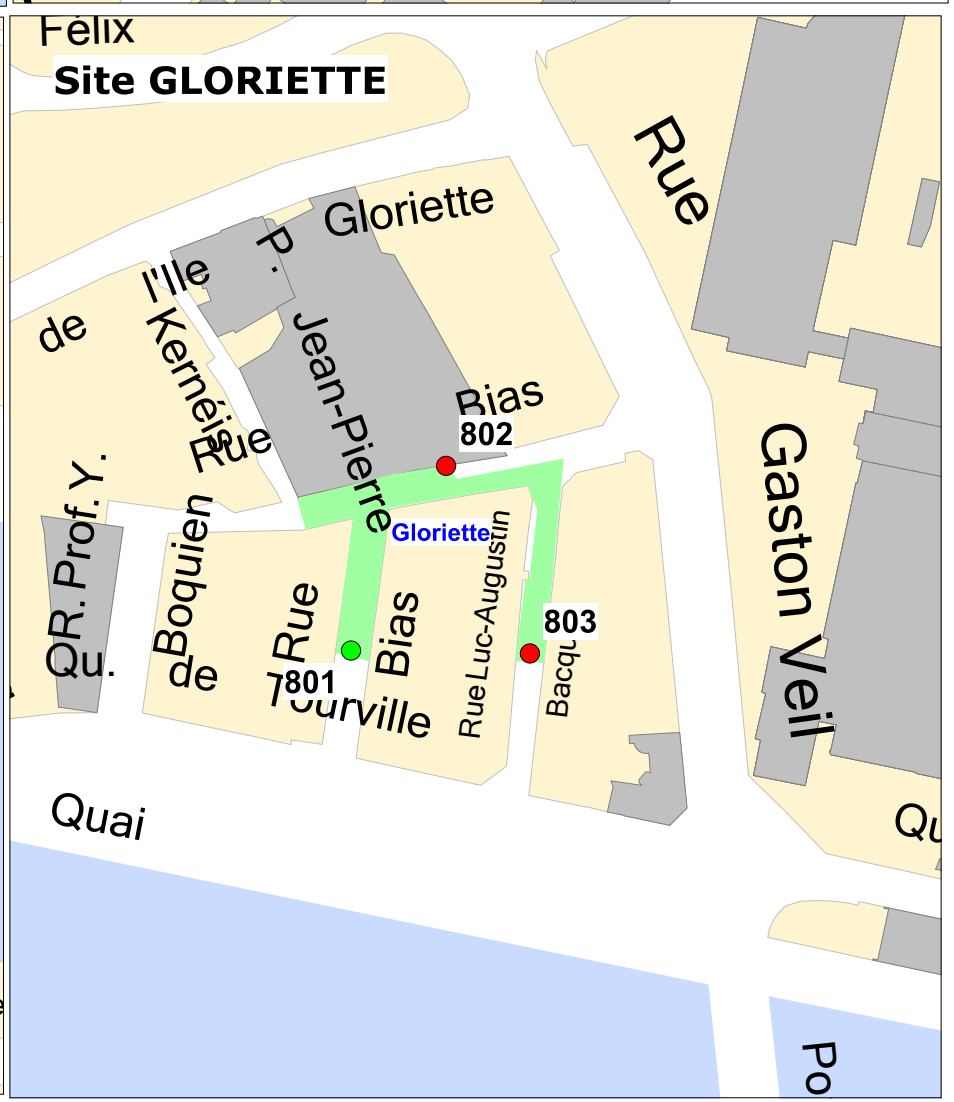 Félix
Site GLORIETTE
Rue
Gloriette
P.
l'Ile
de
Kernéis
Jean-Pierre
Bias
802
Rue
Gaston Veil
QR. Prof. Y.
Boquien
Gloriette
Rue
Bias
Rue Luc-Augustin
803
Bacqu
Qu.
de
801
Tourville
Quai
Qu
Po